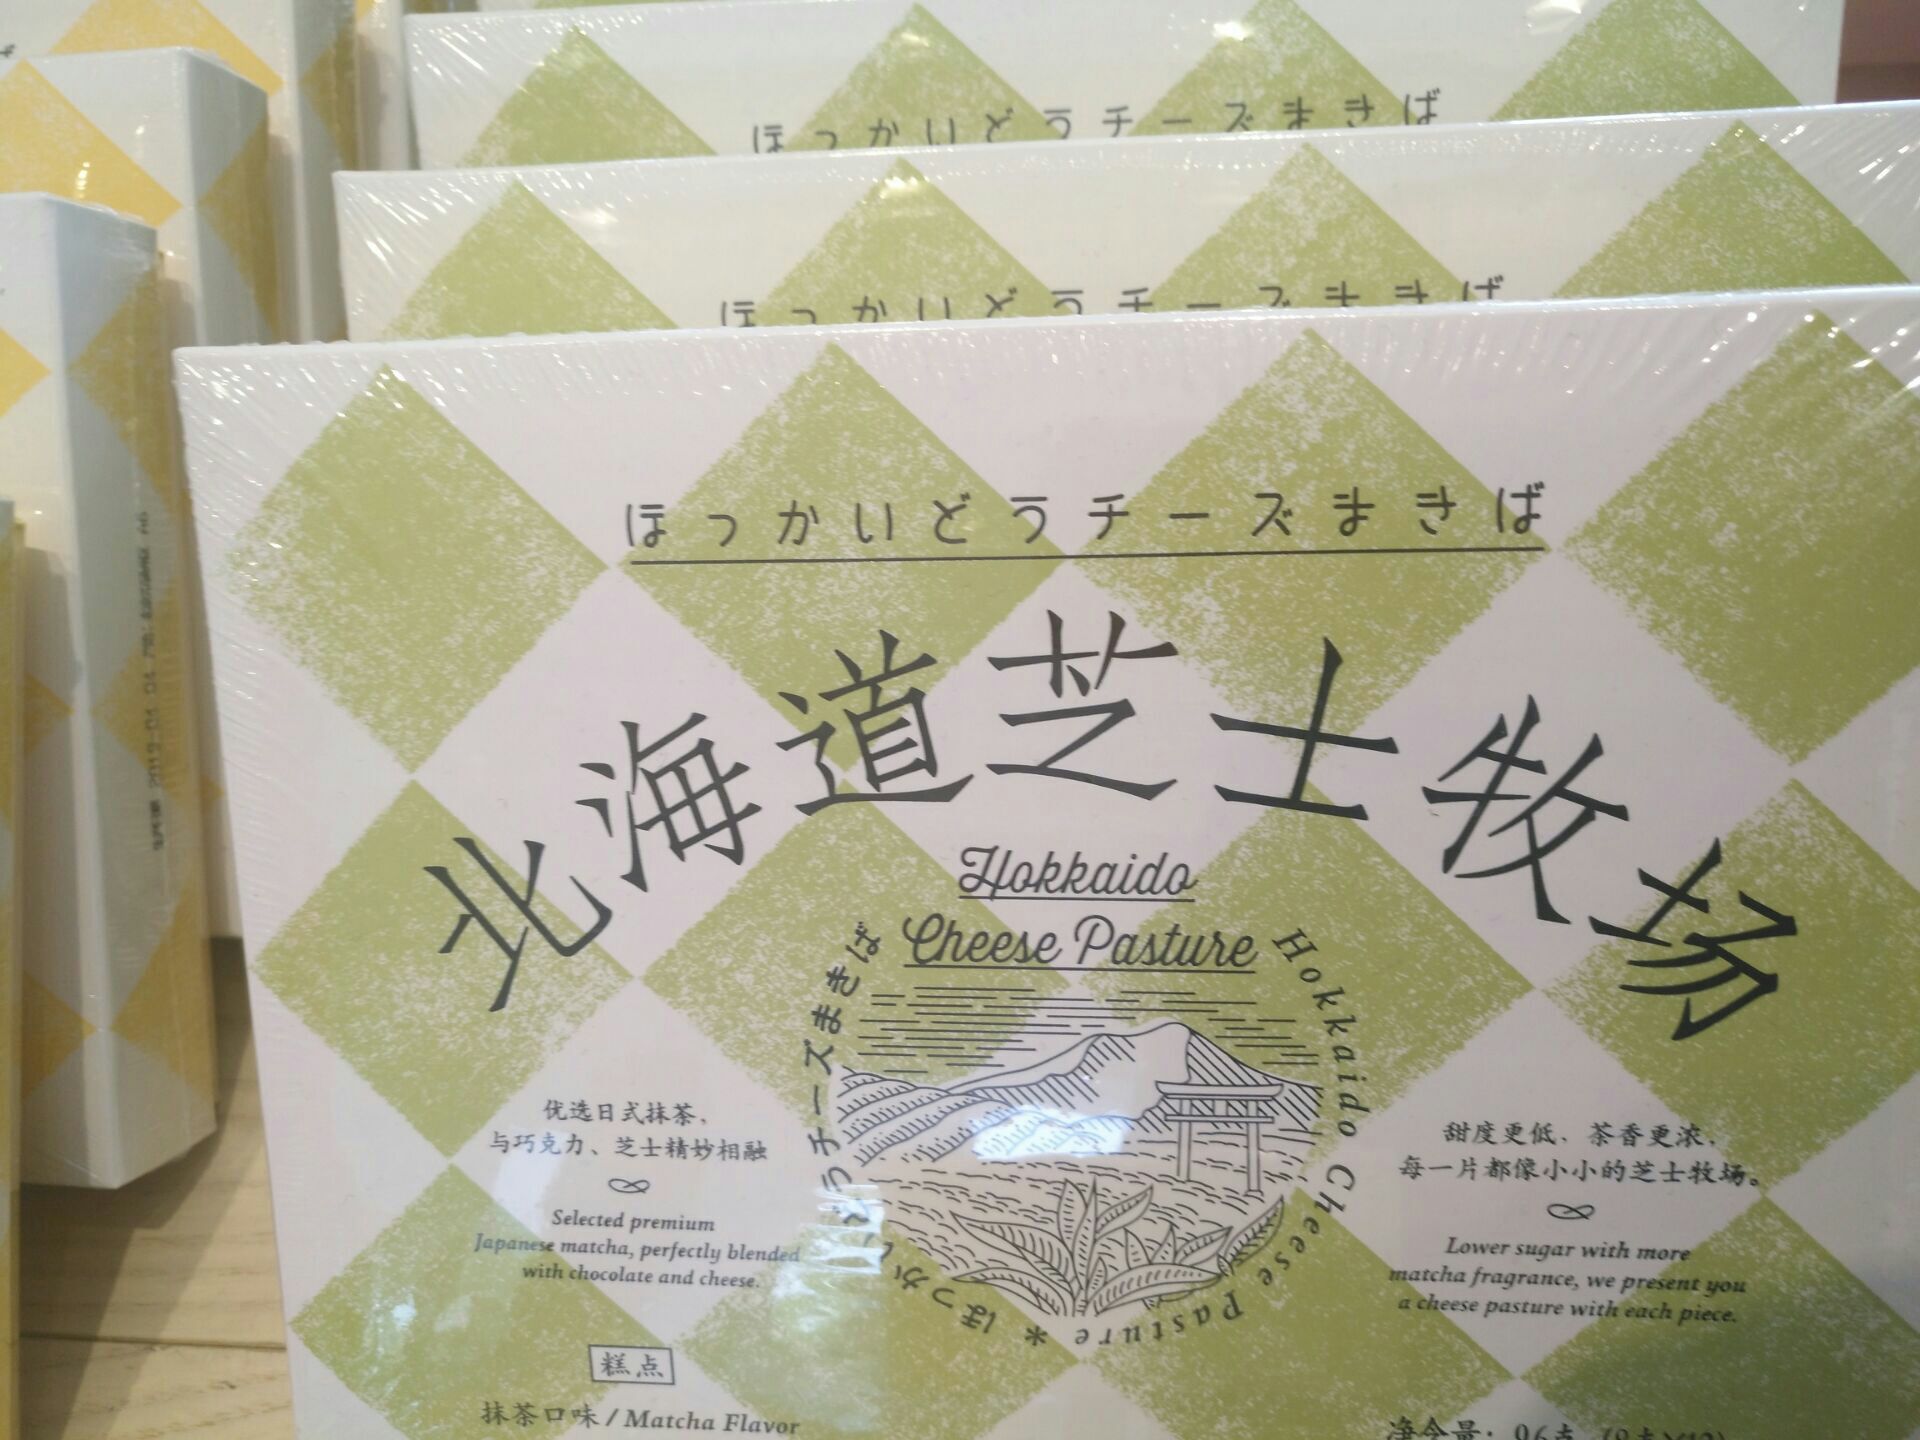 ほっかいどうチーズまきば
ほっかいどうチーズまきば
ほっかいどうチーズまきば
北海道芝士牧场
Hokkaido
Cheese Pasture
ほっかいどうチーズまきば
Hokkaido Cheese Pasture *
优选日式抹茶，
与巧克力、芝士精妙相融
Selected premium
Japanese matcha, perfectly blended
with chocolate and cheese.
甜度更低，茶香更浓，
每一片都像小小的芝士牧场。
Lower sugar with more
matcha fragrance, we present you
a cheese pasture with each piece.
糕点
抹茶口味 / Matcha Flavor
净含量：96克